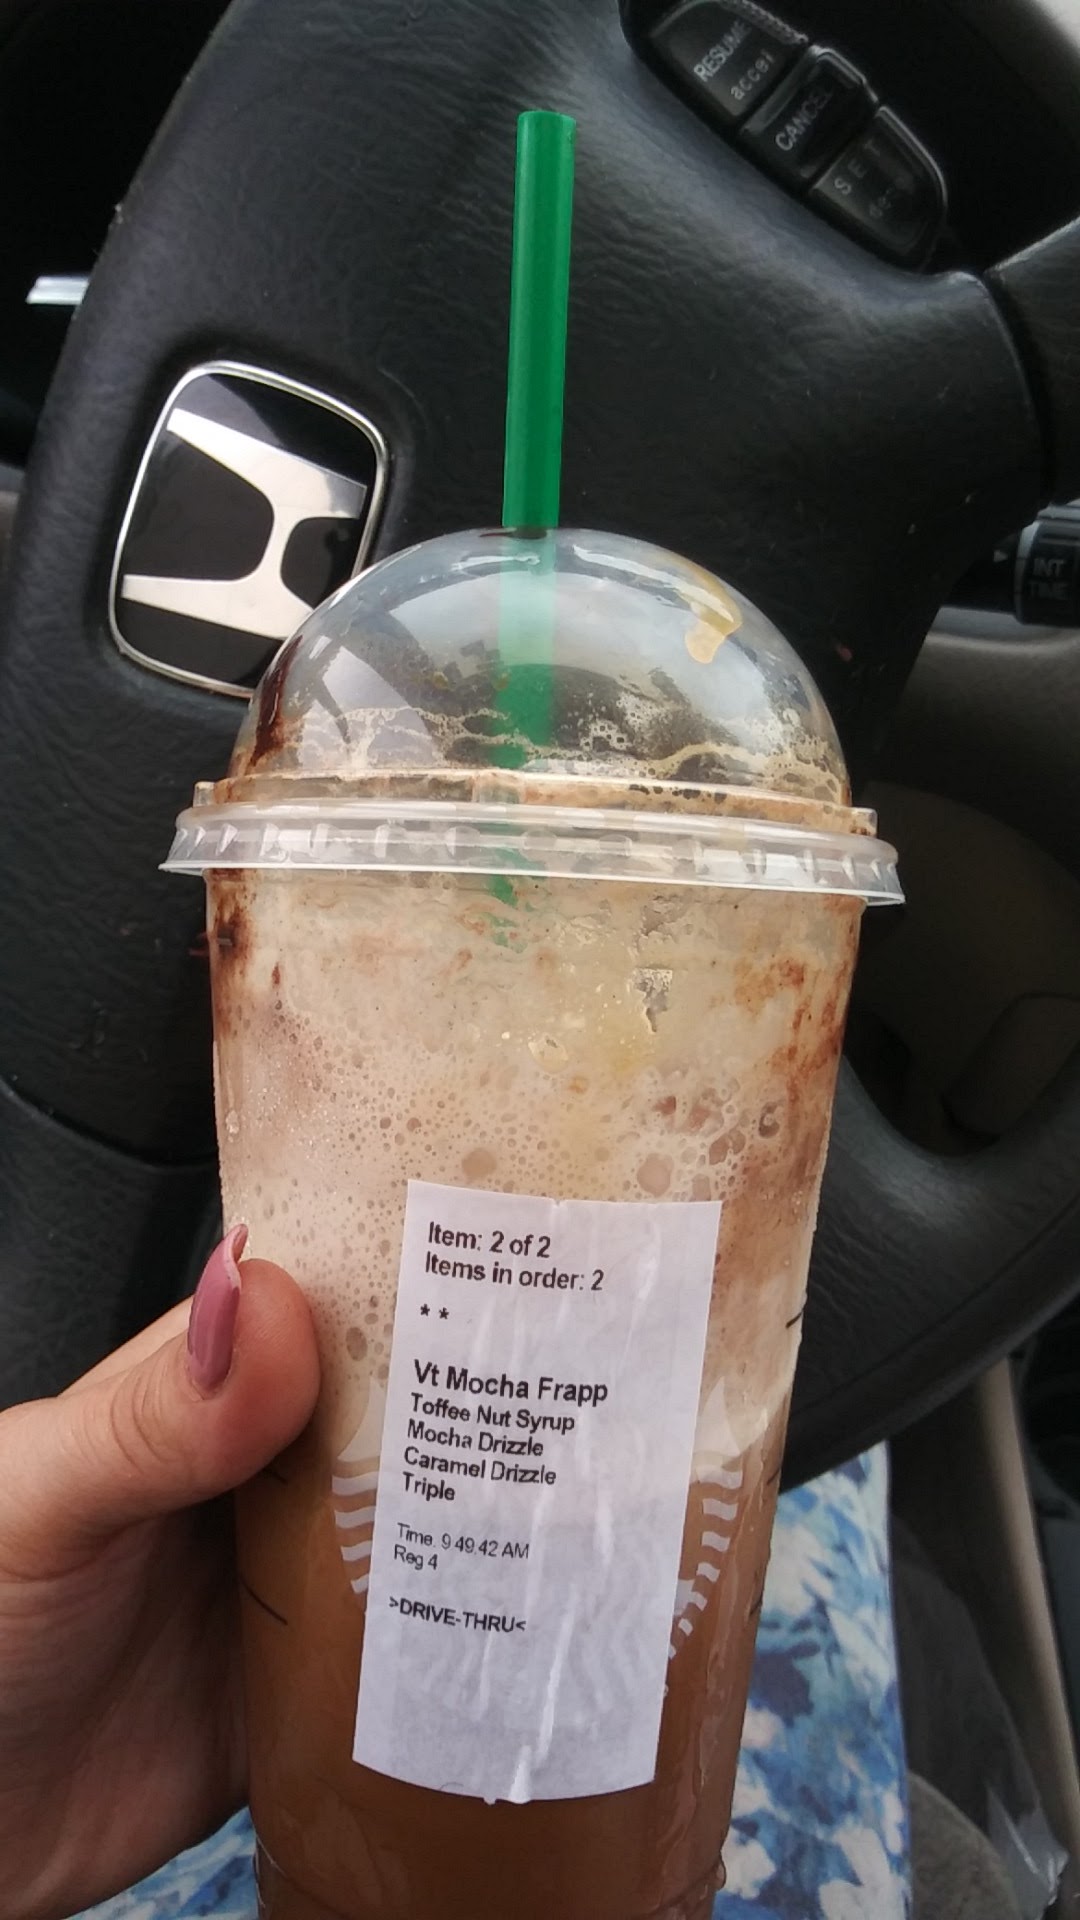 RESUME
accel
CANCEL
SET
INT
TIME
Item: 2 of 2
Items in order: 2
* *
Vt Mocha Frapp
Toffee Nut Syrup
Mocha Drizzle
Caramel Drizzle
Triple
Time. 9 49.42 AM
Reg 4
>DRIVE-THRU<